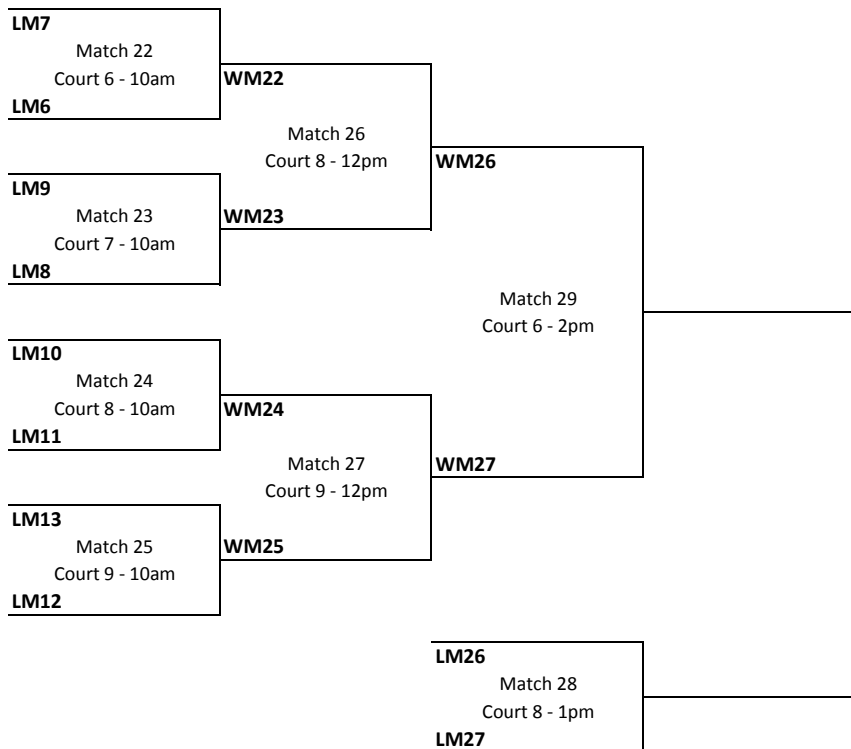 LM7
Match 22
Court 6 - 10am
LM6
WM22
Match 26
Court 8 - 12pm
WM26
LM9
Match 23
Court 7 - 10am
LM8
WM23
Match 29
Court 6 - 2pm
LM10
Match 24
Court 8 - 10am
LM11
WM24
Match 27
Court 9 - 12pm
WM27
LM13
Match 25
Court 9 - 10am
LM12
WM25
LM26
Match 28
Court 8 - 1pm
LM27